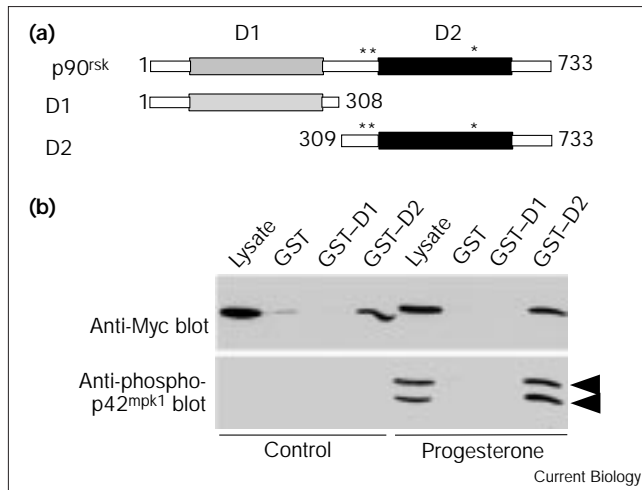 (a)
D1 D2
** *
p90rsk 1 733
D1 1 308
** *
D2 309 733
(b)
Lysate GST GST–D1 GST–D2 Lysate GST GST–D1 GST–D2
Anti-Myc blot
Anti-phospho-
p42mpk1 blot
Control Progesterone
Current Biology